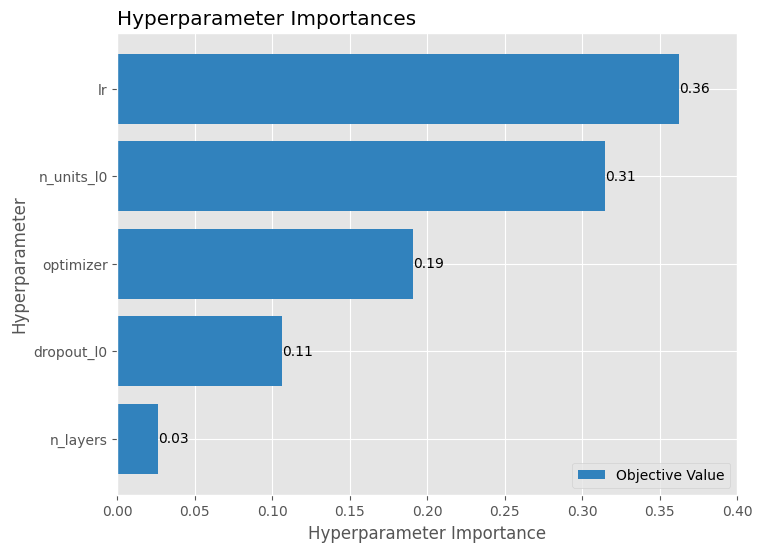 Hyperparameter Importances
Hyperparameter
lr
0.36
n_units_l0
0.31
optimizer
0.19
dropout_l0
0.11
n_layers
0.03
Objective Value
0.00 0.05 0.10 0.15 0.20 0.25 0.30 0.35 0.40
Hyperparameter Importance